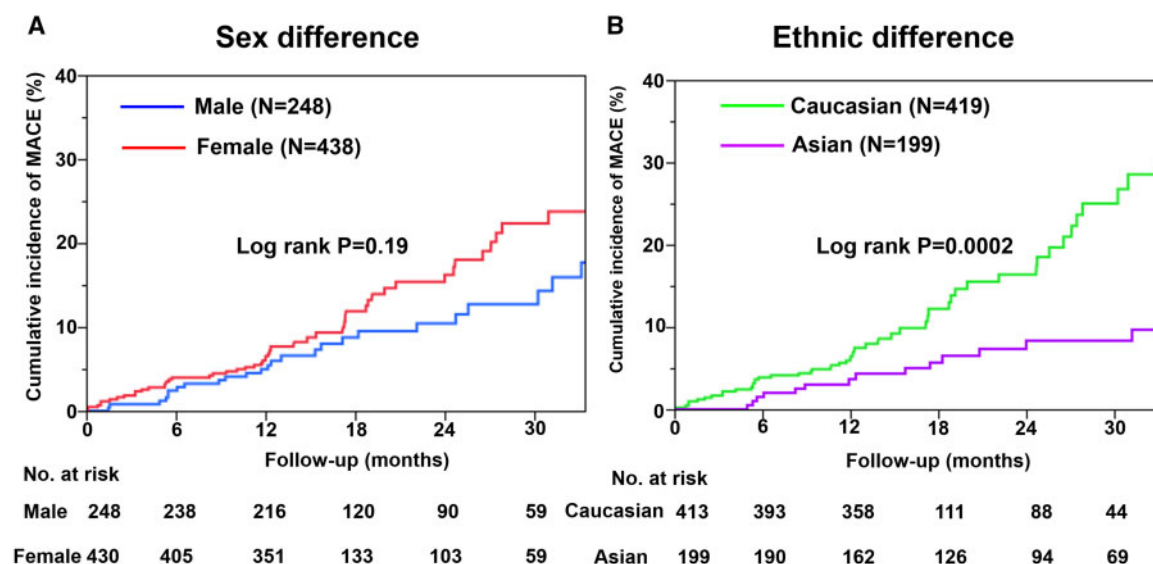 A
Sex difference
Cumulative incidence of MACE (%)
40
30
20
10
0
Male (N=248)
Female (N=438)
Log rank P=0.19
0 6 12 18 24 30
Follow-up (months)
No. at risk
Male 248 238 216 120 90 59
Female 430 405 351 133 103 59
B
Ethnic difference
Cumulative incidence of MACE (%)
40
30
20
10
0
Caucasian (N=419)
Asian (N=199)
Log rank P=0.0002
0 6 12 18 24 30
Follow-up (months)
No. at risk
Caucasian 413 393 358 111 88 44
Asian 199 190 162 126 94 69